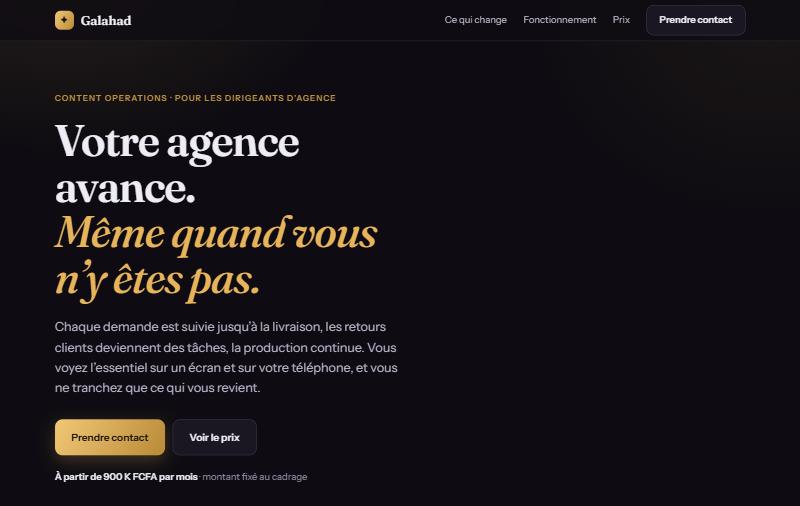 Galahad
Ce qui change
Fonctionnement
Prix
Prendre contact
CONTENT OPERATIONS · POUR LES DIRIGEANTS D'AGENCE
Votre agence
avance.
Même quand vous
n'y êtes pas.
Chaque demande est suivie jusqu'à la livraison, les retours
clients deviennent des tâches, la production continue. Vous
voyez l'essentiel sur un écran et sur votre téléphone, et vous
ne tranchez que ce qui vous revient.
Prendre contact
Voir le prix
À partir de 900 K FCFA par mois · montant fixé au cadrage